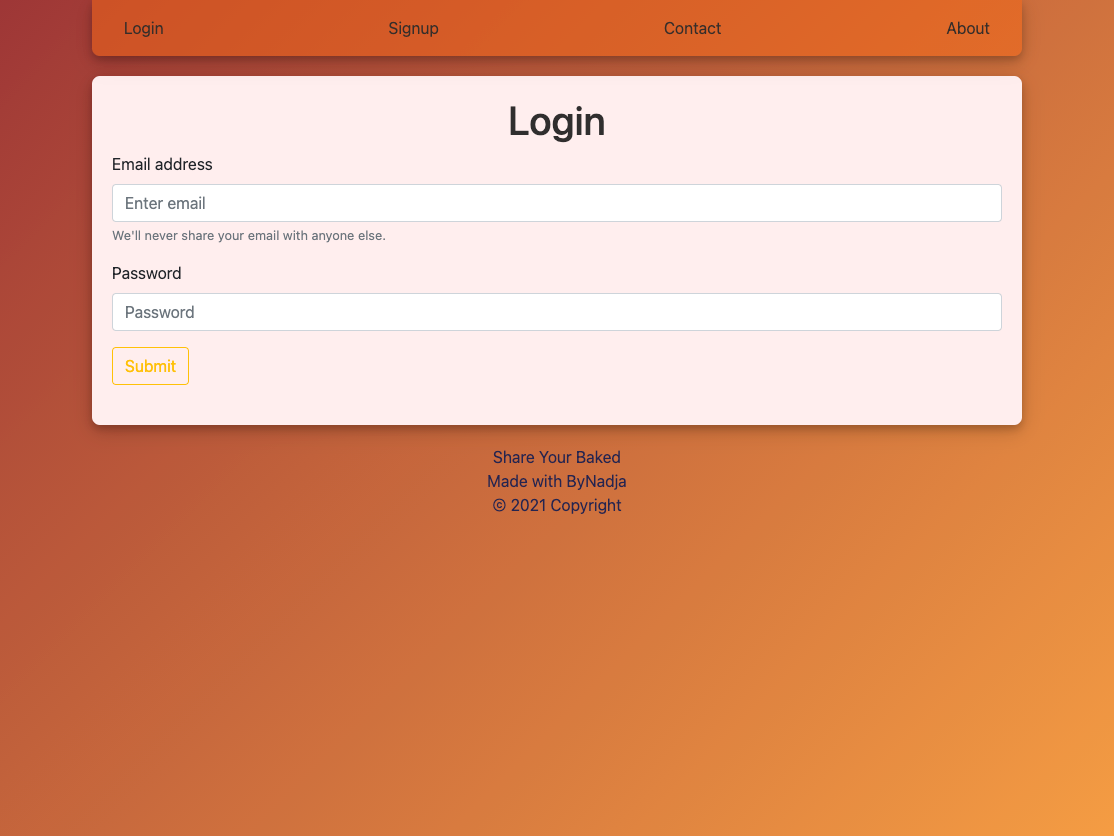 Login Signup Contact About
Login
Email address
Enter email
We'll never share your email with anyone else.
Password
Password
Submit
Share Your Baked
Made with ByNadja
© 2021 Copyright